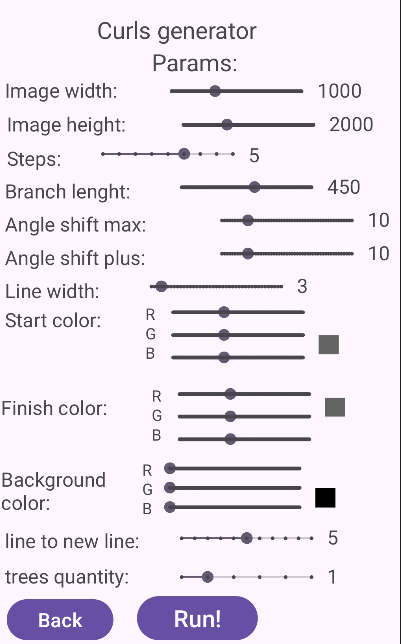 Curls generator
Params:
Image width: 1000
Image height: 2000
Steps: 5
Branch lenght: 450
Angle shift max: 10
Angle shift plus: 10
Line width: 3
Start color: R
G
B
R
Finish color: G
B
R
Background G
color: B
line to new line: 5
trees quantity: 1
Back Run!